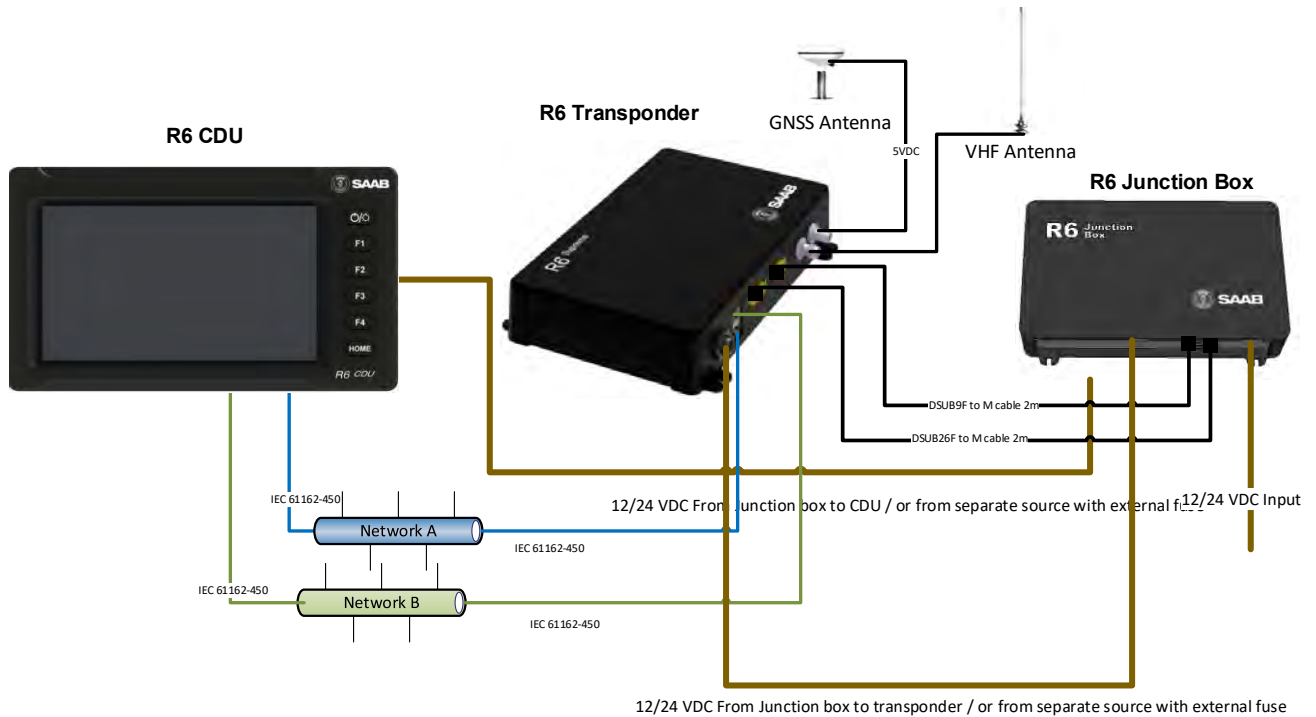 R6 CDU
R6 Transponder
GNSS Antenna
5VDC
VHF Antenna
R6 Junction Box
SAAB
F1
F2
F3
F4
HOME
R6 CDU
SAAB
R6 Supreme
R6 Junction
Box
SAAB
DSUB9F to M cable 2m
DSUB26F to M cable 2m
12/24 VDC From Junction box to CDU / or from separate source with external fuse
12/24 VDC Input
IEC 61162-450
Network A
IEC 61162-450
IEC 61162-450
Network B
IEC 61162-450
12/24 VDC From Junction box to transponder / or from separate source with external fuse